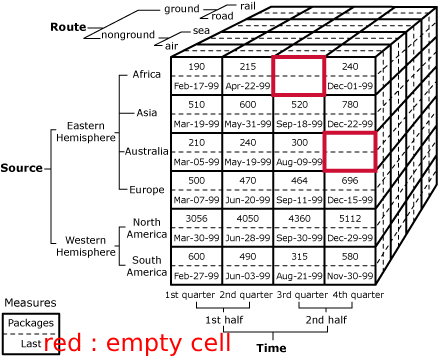 ground
rail
road
Route
nonground
sea
air
190 215 240
Africa
Feb-17-99 Apr-22-99 Dec-01-99
510 600 520 780
Asia
Mar-19-99 May-31-99 Sep-18-99 Dec-22-99
Eastern
Hemisphere
210 240 300
Australia
Mar-05-99 May-19-99 Aug-09-99
Source
500 470 464 696
Europe
Mar-07-99 Jun-20-99 Sep-11-99 Dec-15-99
3056 4050 4360 5112
North
America
Mar-30-99 Jun-28-99 Sep-30-99 Dec-29-99
Western
Hemisphere
600 490 315 580
South
America
Feb-27-99 Jun-03-99 Aug-21-99 Nov-30-99
1st quarter 2nd quarter 3rd quarter 4th quarter
Measures
Packages
1st half 2nd half
Last
red : empty cell
Time